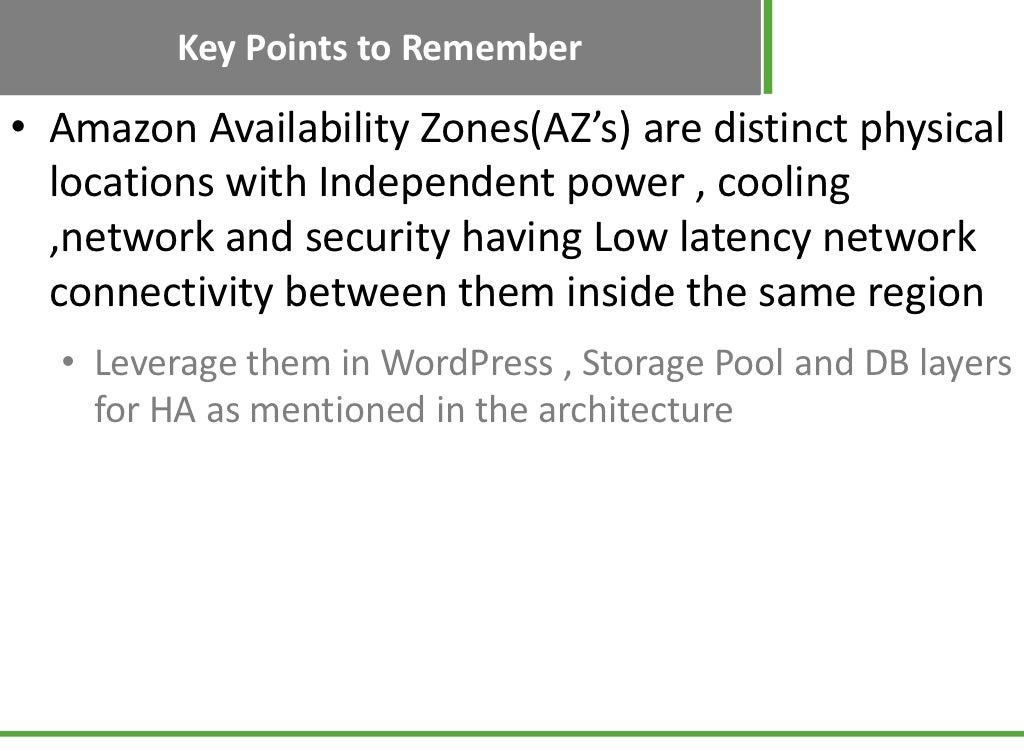 Key Points to Remember
• Amazon Availability Zones(AZ’s) are distinct physical
locations with Independent power , cooling
,network and security having Low latency network
connectivity between them inside the same region
• Leverage them in WordPress , Storage Pool and DB layers
for HA as mentioned in the architecture